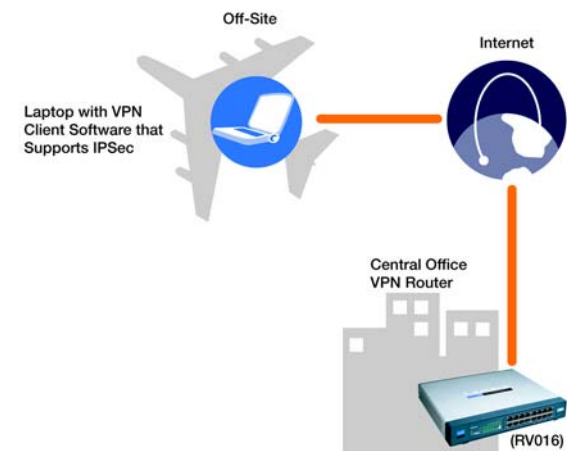 Off-Site
Internet
Laptop with VPN
Client Software that
Supports IPSec
Central Office
VPN Router
(RV016)